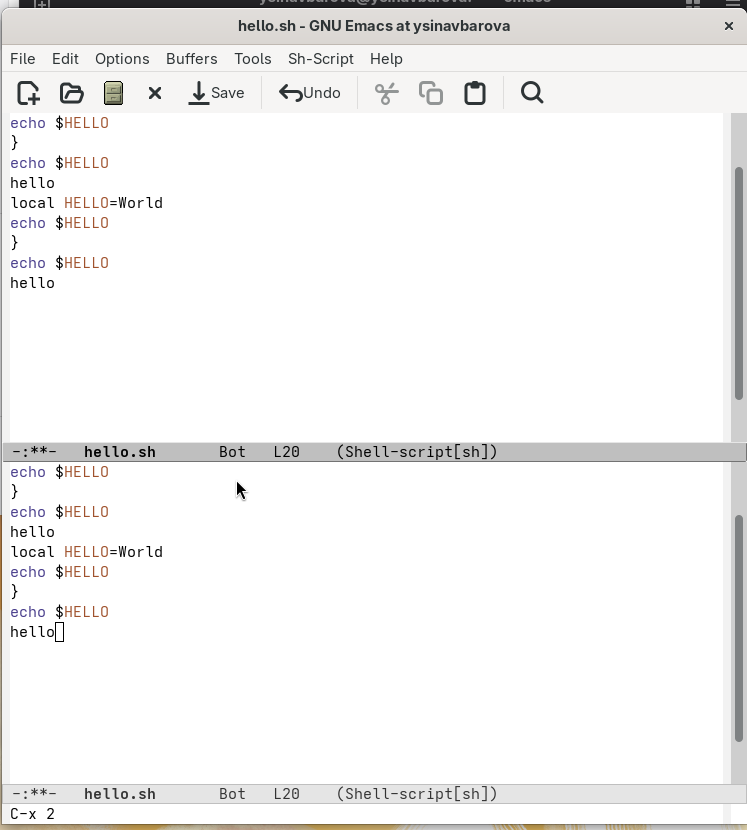 hello.sh - GNU Emacs at ysinavbarova
File Edit Options Buffers Tools Sh-Script Help
Save Undo
echo $HELLO
}
echo $HELLO
hello
local HELLO=World
echo $HELLO
}
echo $HELLO
hello
-:**- hello.sh Bot L20 (Shell-script[sh])
echo $HELLO
}
echo $HELLO
hello
local HELLO=World
echo $HELLO
}
echo $HELLO
hello
-:**- hello.sh Bot L20 (Shell-script[sh])
C-x 2